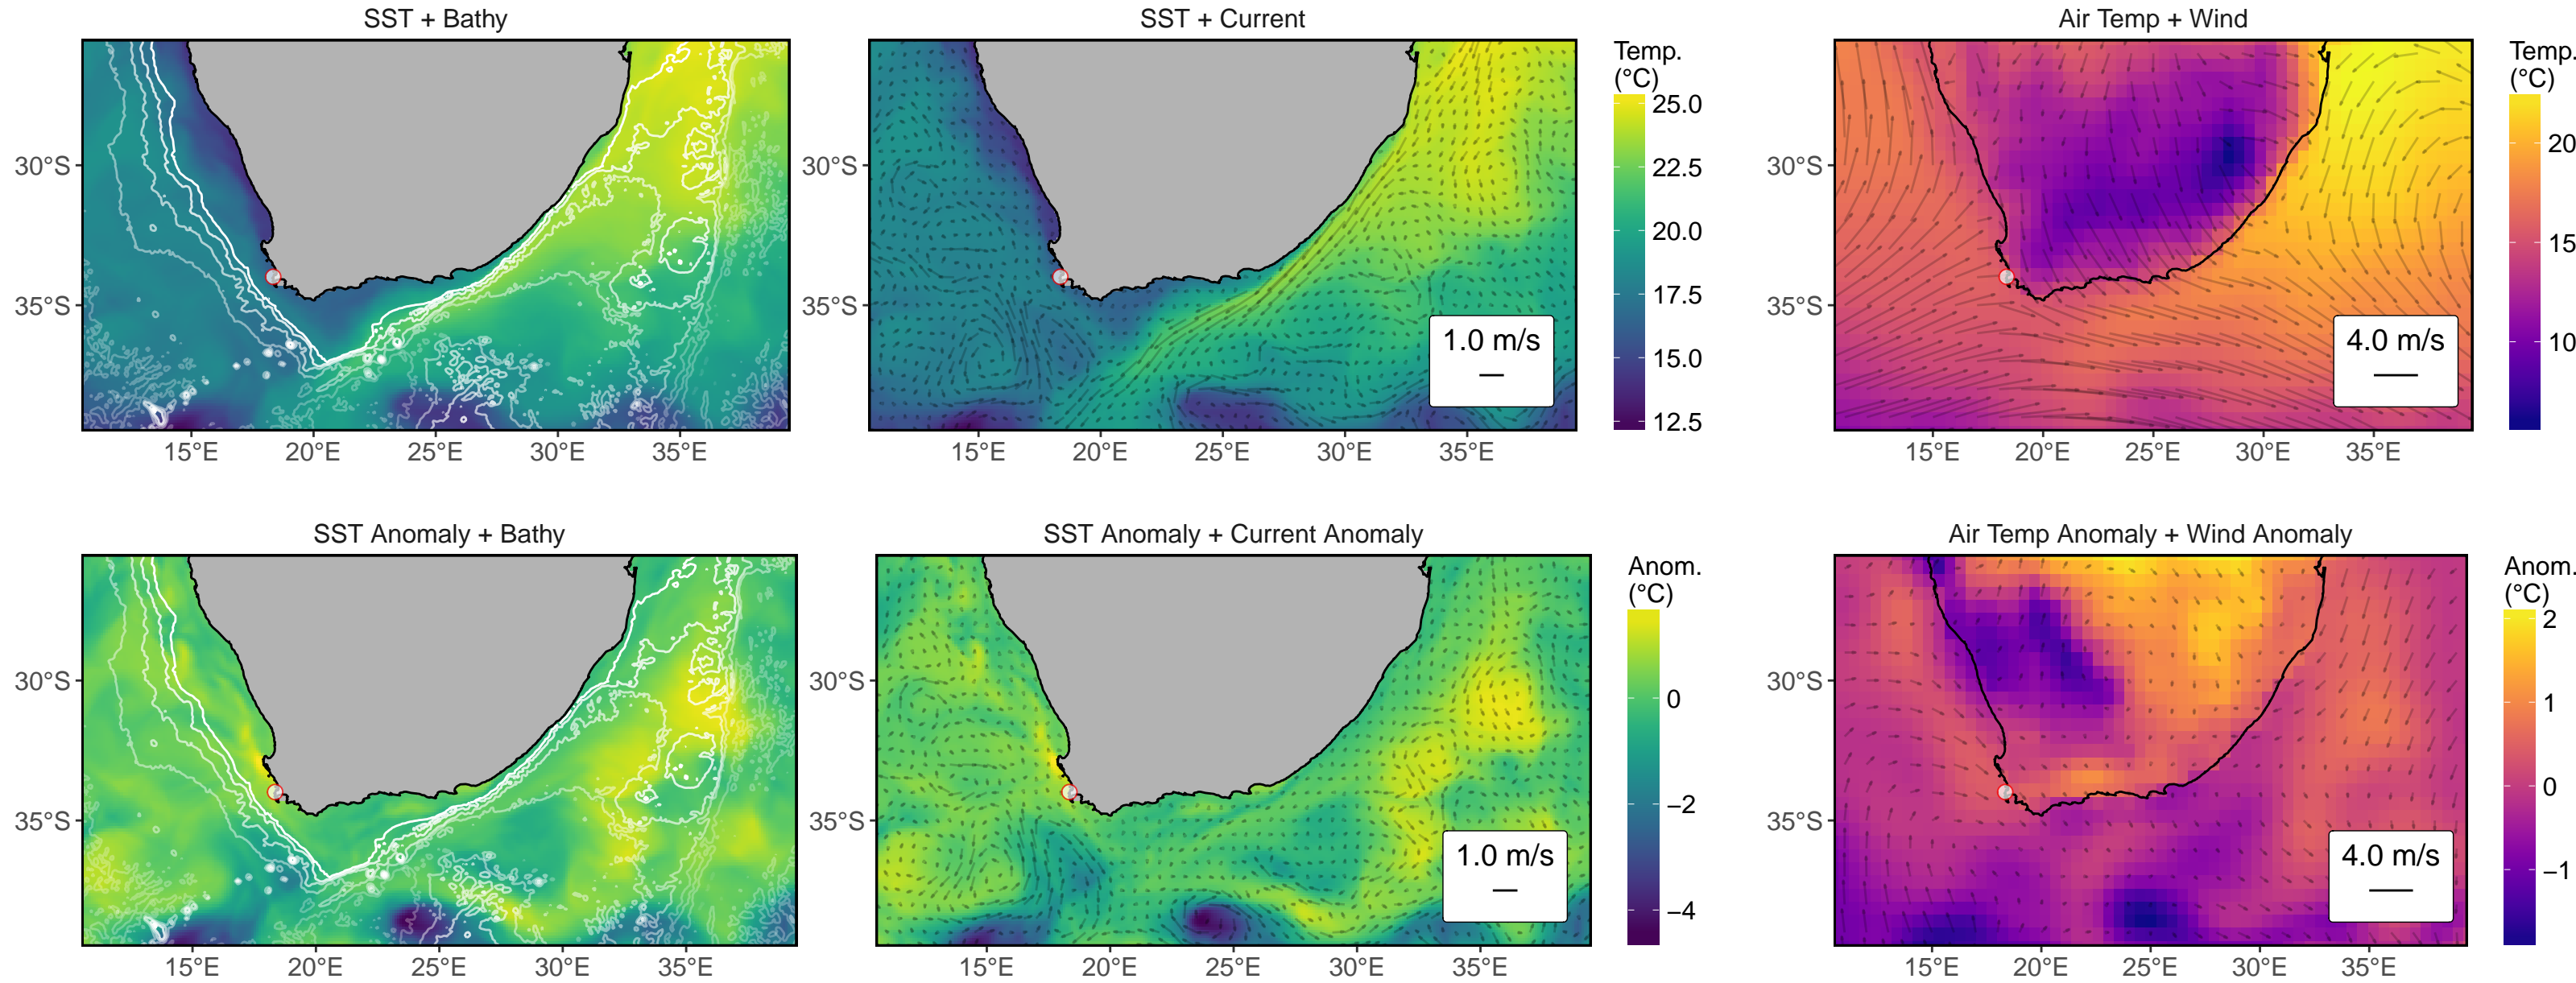 SST + Bathy
30°S
35°S
15°E 20°E 25°E 30°E 35°E
SST + Current
30°S
35°S
1.0 m/s
15°E 20°E 25°E 30°E 35°E
Temp.
(°C)
25.0
22.5
20.0
17.5
15.0
12.5
Air Temp + Wind
30°S
35°S
4.0 m/s
15°E 20°E 25°E 30°E 35°E
Temp.
(°C)
20
15
10
SST Anomaly + Bathy
30°S
35°S
15°E 20°E 25°E 30°E 35°E
SST Anomaly + Current Anomaly
30°S
35°S
1.0 m/s
15°E 20°E 25°E 30°E 35°E
Anom.
(°C)
0
−2
−4
Air Temp Anomaly + Wind Anomaly
30°S
35°S
4.0 m/s
15°E 20°E 25°E 30°E 35°E
Anom.
(°C)
2
1
0
−1